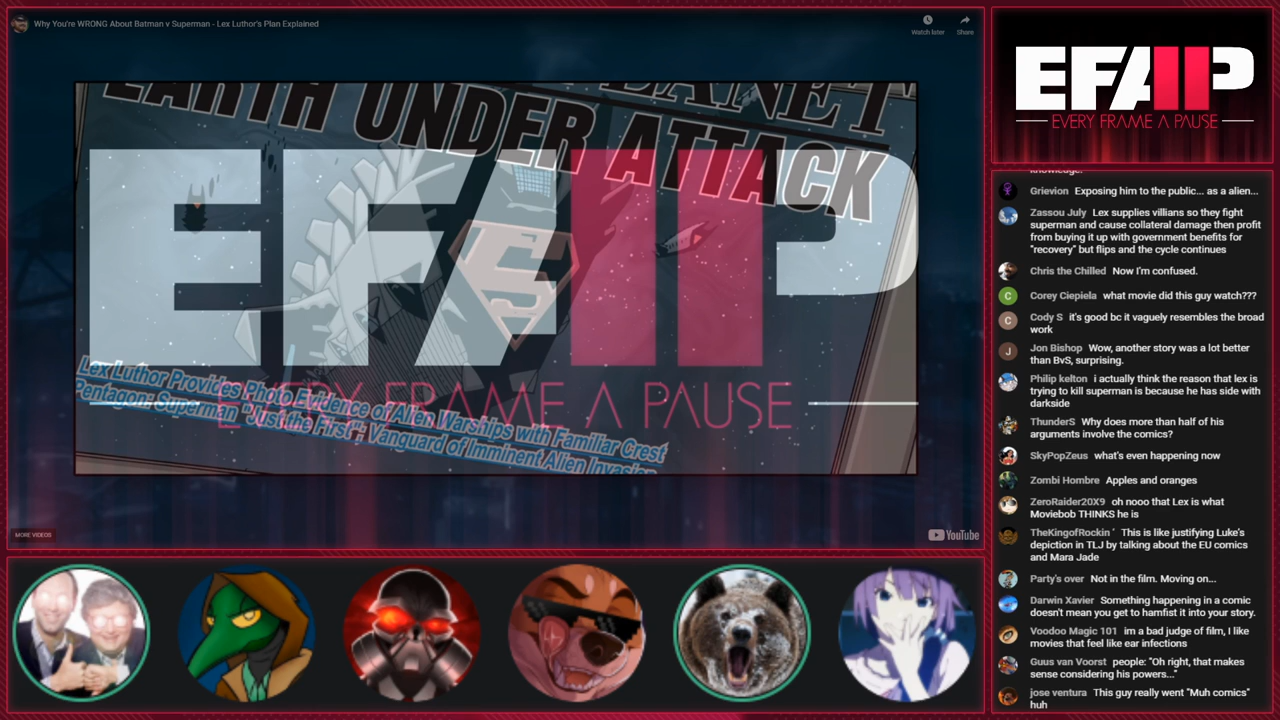 Why You're WRONG About Batman v Superman - Lex Luthor's Plan Explained
Watch later
Share
PLANET
EARTH UNDER ATTACK
EFAP
EVERY FRAME A PAUSE
Lex Luthor Provides Photo Evidence of Alien Warships with Familiar Crest
Pentagon: Superman "Just the First": Vanguard of Imminent Alien Invasion
MORE VIDEOS
YouTube
EFAP
EVERY FRAME A PAUSE
knowledge.
Grievion Exposing him to the public... as a alien...
Zassou July Lex supplies villians so they fight
superman and cause collateral damage then profit
from buying it up with government benefits for
"recovery" but flips and the cycle continues
Chris the Chilled Now I'm confused.
C
Corey Ciepiela what movie did this guy watch???
C
Cody S it's good bc it vaguely resembles the broad
work
J
Jon Bishop Wow, another story was a lot better
than BvS, surprising.
Philip kelton i actually think the reason that lex is
trying to kill superman is because he has side with
darkside
ThunderS Why does more than half of his
arguments involve the comics?
SkyPopZeus what's even happening now
Zombi Hombre Apples and oranges
ZeroRaider20X9 oh nooo that Lex is what
Moviebob THINKS he is
TheKingofRockin ' This is like justifying Luke's
depiction in TLJ by talking about the EU comics
and Mara Jade
Party's over Not in the film. Moving on...
Darwin Xavier Something happening in a comic
doesn't mean you get to hamfist it into your story.
Voodoo Magic 101 im a bad judge of film, I like
movies that feel like ear infections
Guus van Voorst people: "Oh right, that makes
sense considering his powers..."
jose ventura This guy really went "Muh comics"
huh